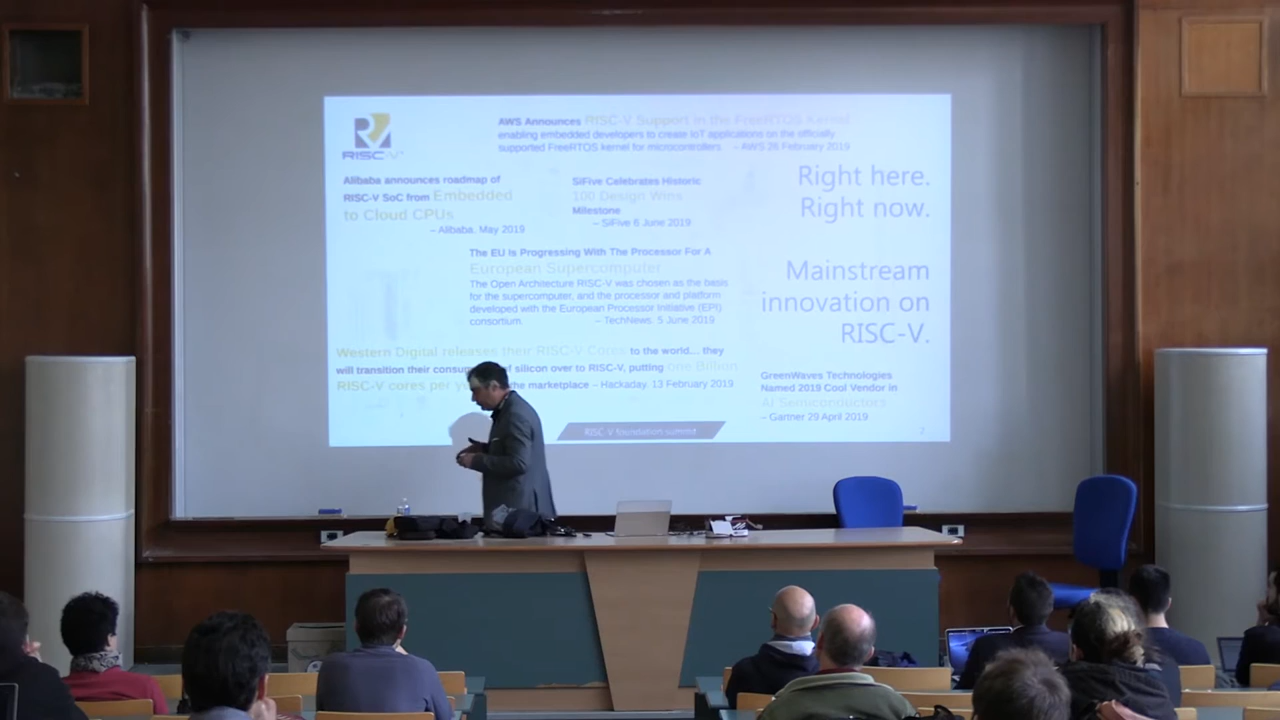 RISC-V
AWS Announces RISC-V Support in the FreeRTOS Kernel
enabling embedded developers to create IoT applications on the officially
supported FreeRTOS kernel for microcontrollers – AWS 26 February 2019
Alibaba announces roadmap of
RISC-V SoC from Embedded
to Cloud CPUs
– Alibaba, May 2019
SiFive Celebrates Historic
100 Design Wins
Milestone
– SiFive 6 June 2019
Right here.
Right now.
The EU Is Progressing With The Processor For A
European Supercomputer
The Open Architecture RISC-V was chosen as the basis
for the supercomputer, and the processor and platform
developed with the European Processor Initiative (EPI)
consortium. – TechNews, 5 June 2019
Mainstream
innovation on
RISC-V.
Western Digital releases their RISC-V Cores to the world... they
will transition their of silicon over to RISC-V, putting One Billion
RISC-V cores per the marketplace – Hackaday, 13 February 2019
GreenWaves Technologies
Named 2019 Cool Vendor in
AI Semiconductors
– Gartner 29 April 2019
RISC-V foundation summit
2